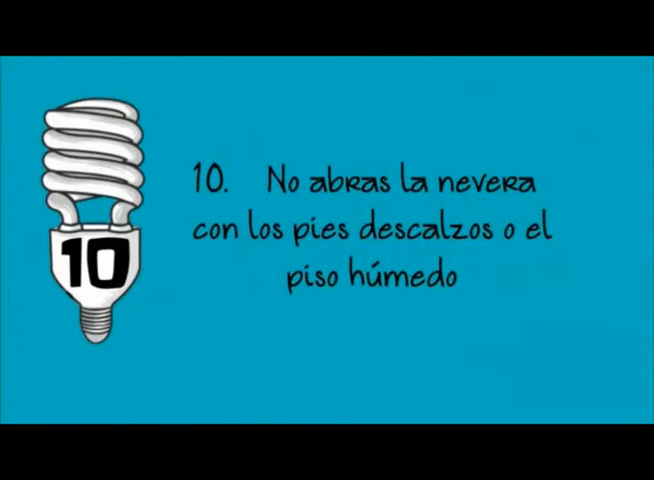 10
10. No abras la nevera
con los pies descalzos o el
piso húmedo